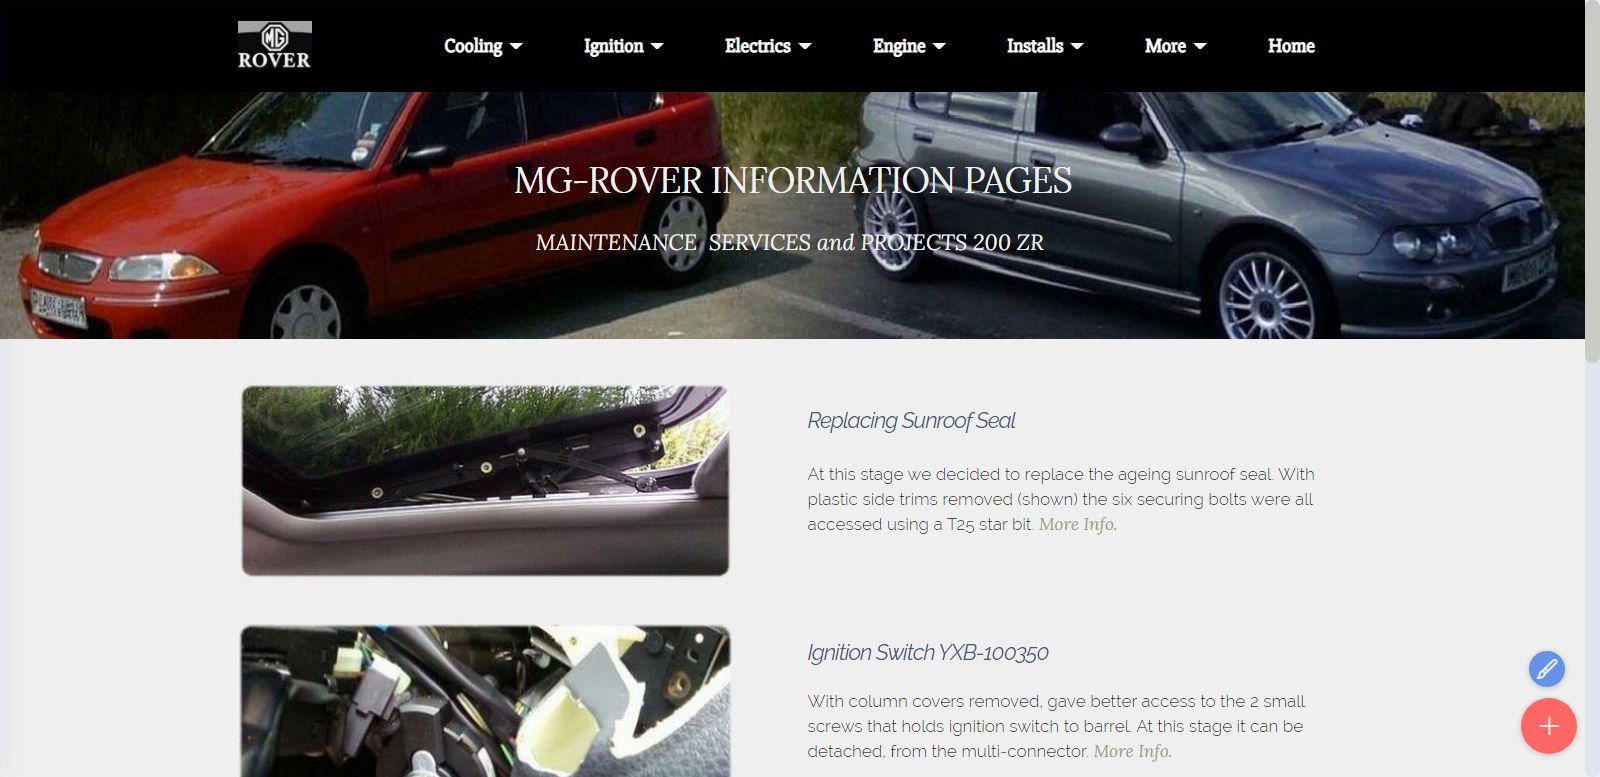 MG
ROVER
Cooling
Ignition
Electrics
Engine
Installs
More
Home
MG-ROVER INFORMATION PAGES
MAINTENANCE SERVICES and PROJECTS 200 ZR
Replacing Sunroof Seal
At this stage we decided to replace the ageing sunroof seal. With
plastic side trims removed (shown) the six securing bolts were all
accessed using a T25 star bit. More Info.
Ignition Switch YXB-100350
With column covers removed, gave better access to the 2 small
screws that holds ignition switch to barrel. At this stage it can be
detached, from the multi-connector. More Info.